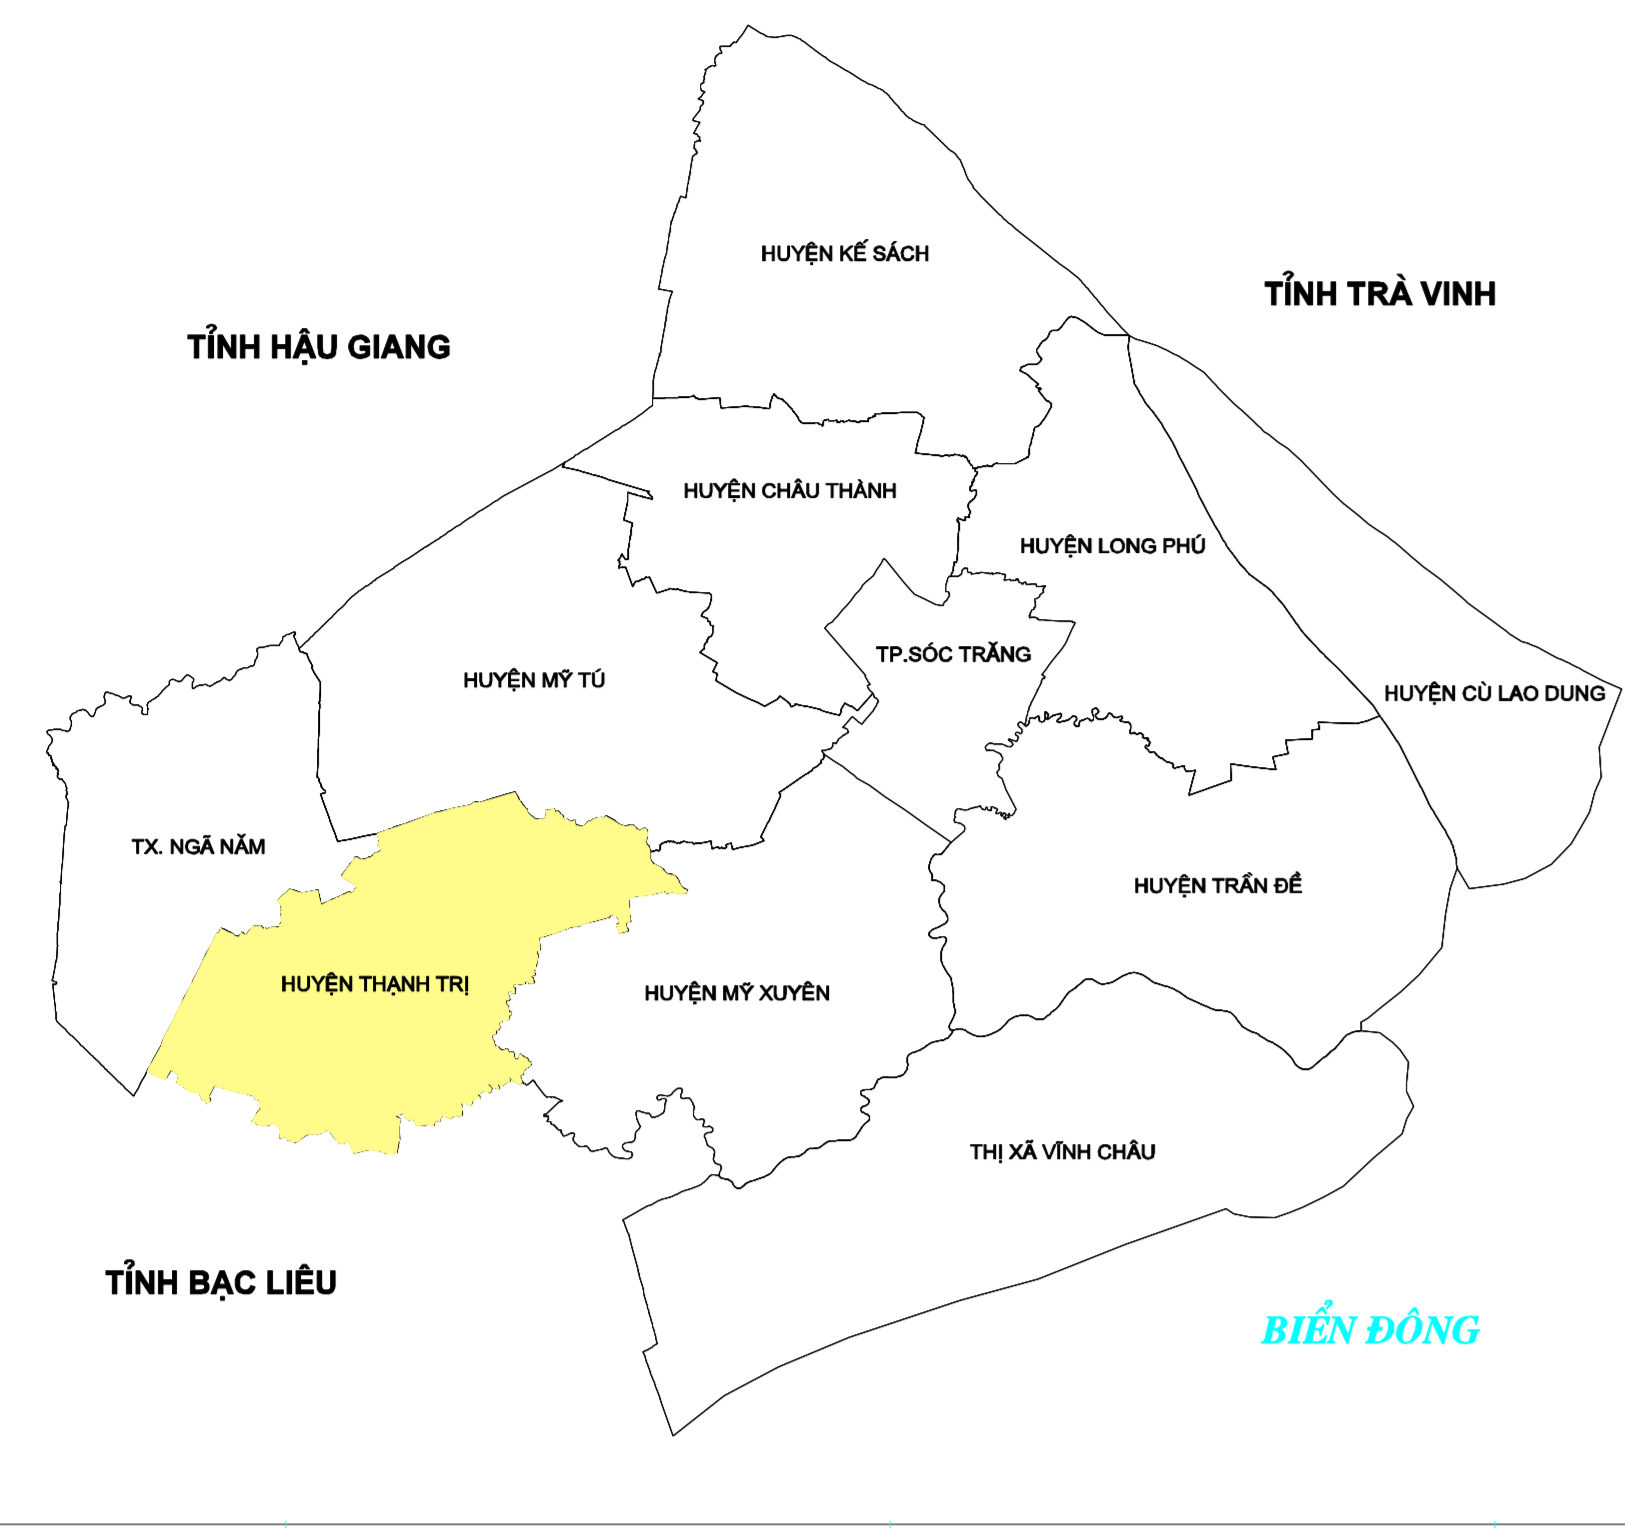 HUYỆN KẾ SÁCH
TỈNH TRÀ VINH
TỈNH HẬU GIANG
HUYỆN CHÂU THÀNH
HUYỆN LONG PHÚ
TP.SÓC TRĂNG
HUYỆN MỸ TÚ
HUYỆN CÙ LAO DUNG
TX. NGÃ NĂM
HUYỆN TRẦN ĐỀ
HUYỆN THẠNH TRỊ
HUYỆN MỸ XUYÊN
THỊ XÃ VĨNH CHÂU
TỈNH BẠC LIÊU
BIỂN ĐÔNG